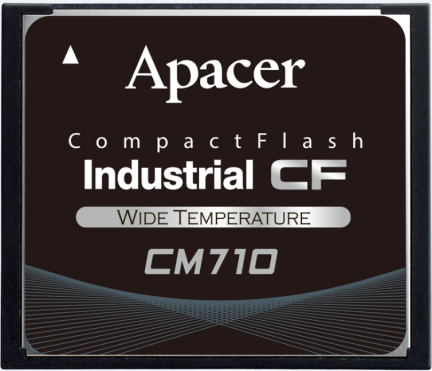 Apacer
CompactFlash
Industrial CF
WIDE TEMPERATURE
CM710